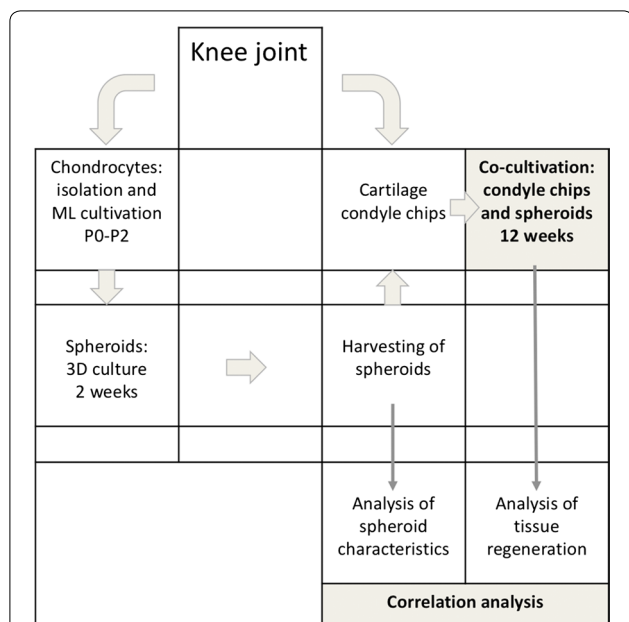 Knee joint
Chondrocytes:
isolation and
ML cultivation
P0-P2
Cartilage
condyle chips
Co-cultivation:
condyle chips
and spheroids
12 weeks
Spheroids:
3D culture
2 weeks
Harvesting of
spheroids
Analysis of
spheroid
characteristics
Analysis of
tissue
regeneration
Correlation analysis